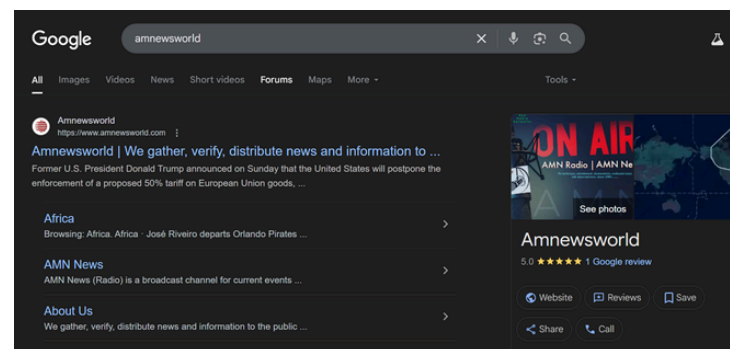 Google
amnewsworld
All Images Videos News Short videos Forums Maps More Tools
Amnewsworld
https://www.amnewsworld.com
Amnewsworld | We gather, verify, distribute news and information to ...
Former U.S. President Donald Trump announced on Sunday that the United States will postpone the
enforcement of a proposed 50% tariff on European Union goods, ...
Africa
Browsing: Africa. Africa · José Riveiro departs Orlando Pirates ...
AMN News
AMN News (Radio) is a broadcast channel for current events ...
About Us
We gather, verify, distribute news and information to the public ...
ON AIR
AMN Radio | AMN Ne
See photos
Amnewsworld
5.0 ★★★★★ 1 Google review
Website Reviews Save
Share Call